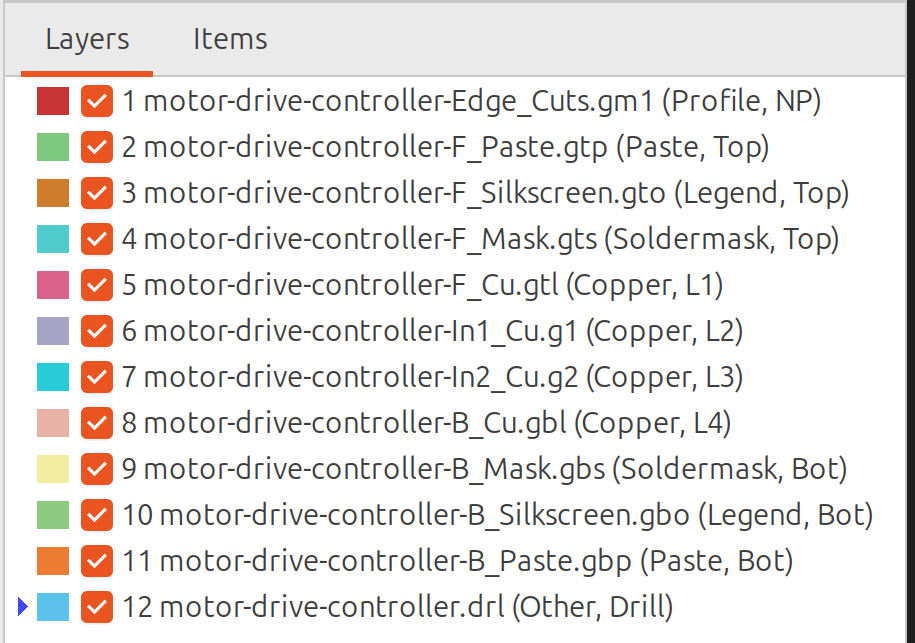 Layers Items
1 motor-drive-controller-Edge_Cuts.gm1 (Profile, NP)
2 motor-drive-controller-F_Paste.gtp (Paste, Top)
3 motor-drive-controller-F_Silkscreen.gto (Legend, Top)
4 motor-drive-controller-F_Mask.gts (Soldermask, Top)
5 motor-drive-controller-F_Cu.gtl (Copper, L1)
6 motor-drive-controller-In1_Cu.g1 (Copper, L2)
7 motor-drive-controller-In2_Cu.g2 (Copper, L3)
8 motor-drive-controller-B_Cu.gbl (Copper, L4)
9 motor-drive-controller-B_Mask.gbs (Soldermask, Bot)
10 motor-drive-controller-B_Silkscreen.gbo (Legend, Bot)
11 motor-drive-controller-B_Paste.gbp (Paste, Bot)
12 motor-drive-controller.drl (Other, Drill)